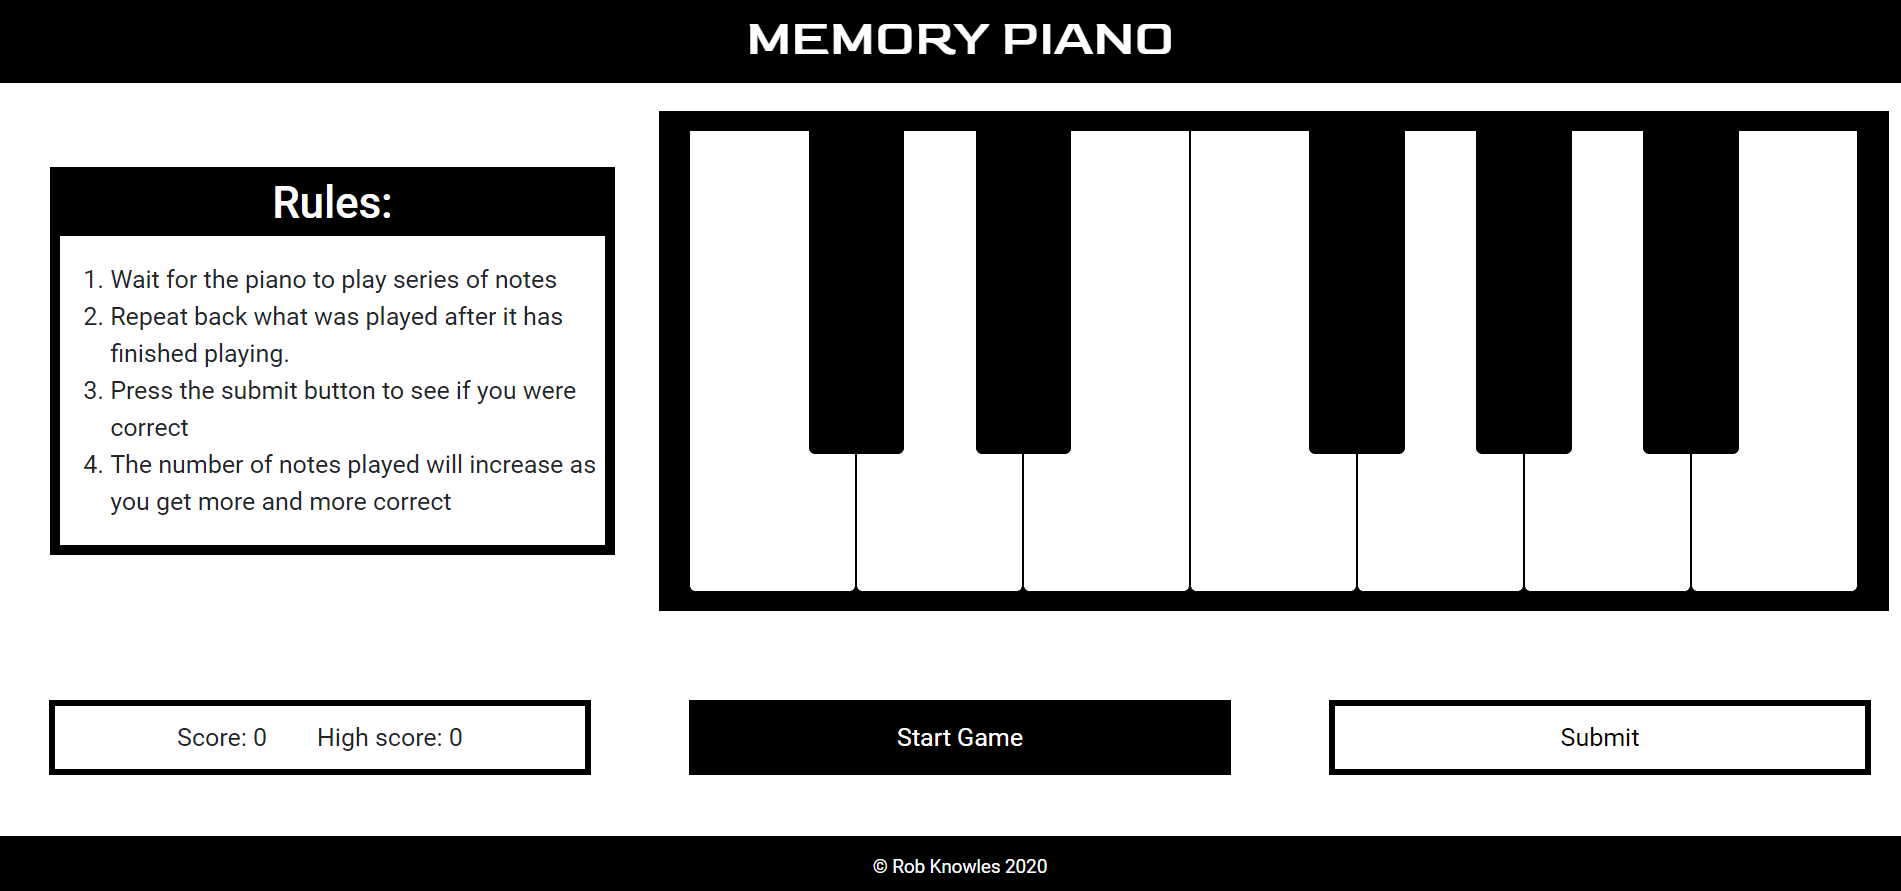 MEMORY PIANO
Rules:
1. Wait for the piano to play series of notes
2. Repeat back what was played after it has
finished playing.
3. Press the submit button to see if you were
correct
4. The number of notes played will increase as
you get more and more correct
Score: 0 High score: 0
Start Game
Submit
© Rob Knowles 2020